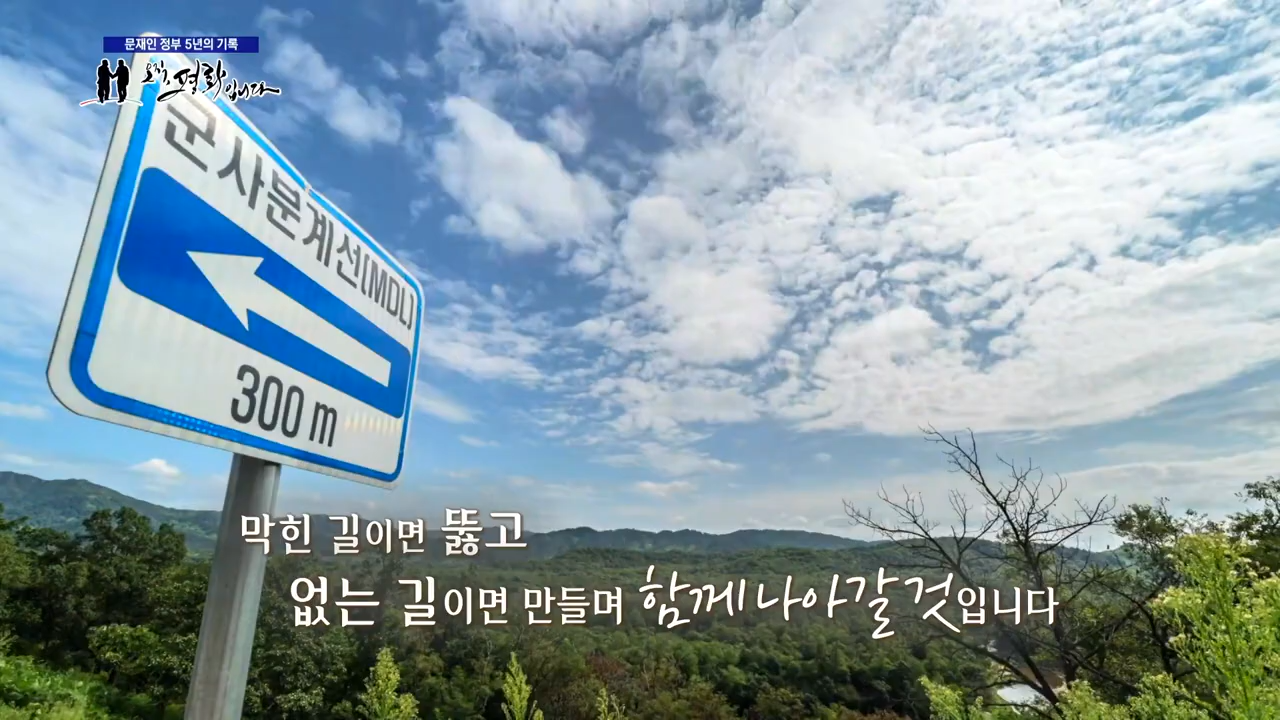 문재인 정부 5년의 기록
오직, 평화입니다
군사분계선(MDL)
300 m
막힌 길이면 뚫고
없는 길이면 만들며 함께 나아갈 것입니다